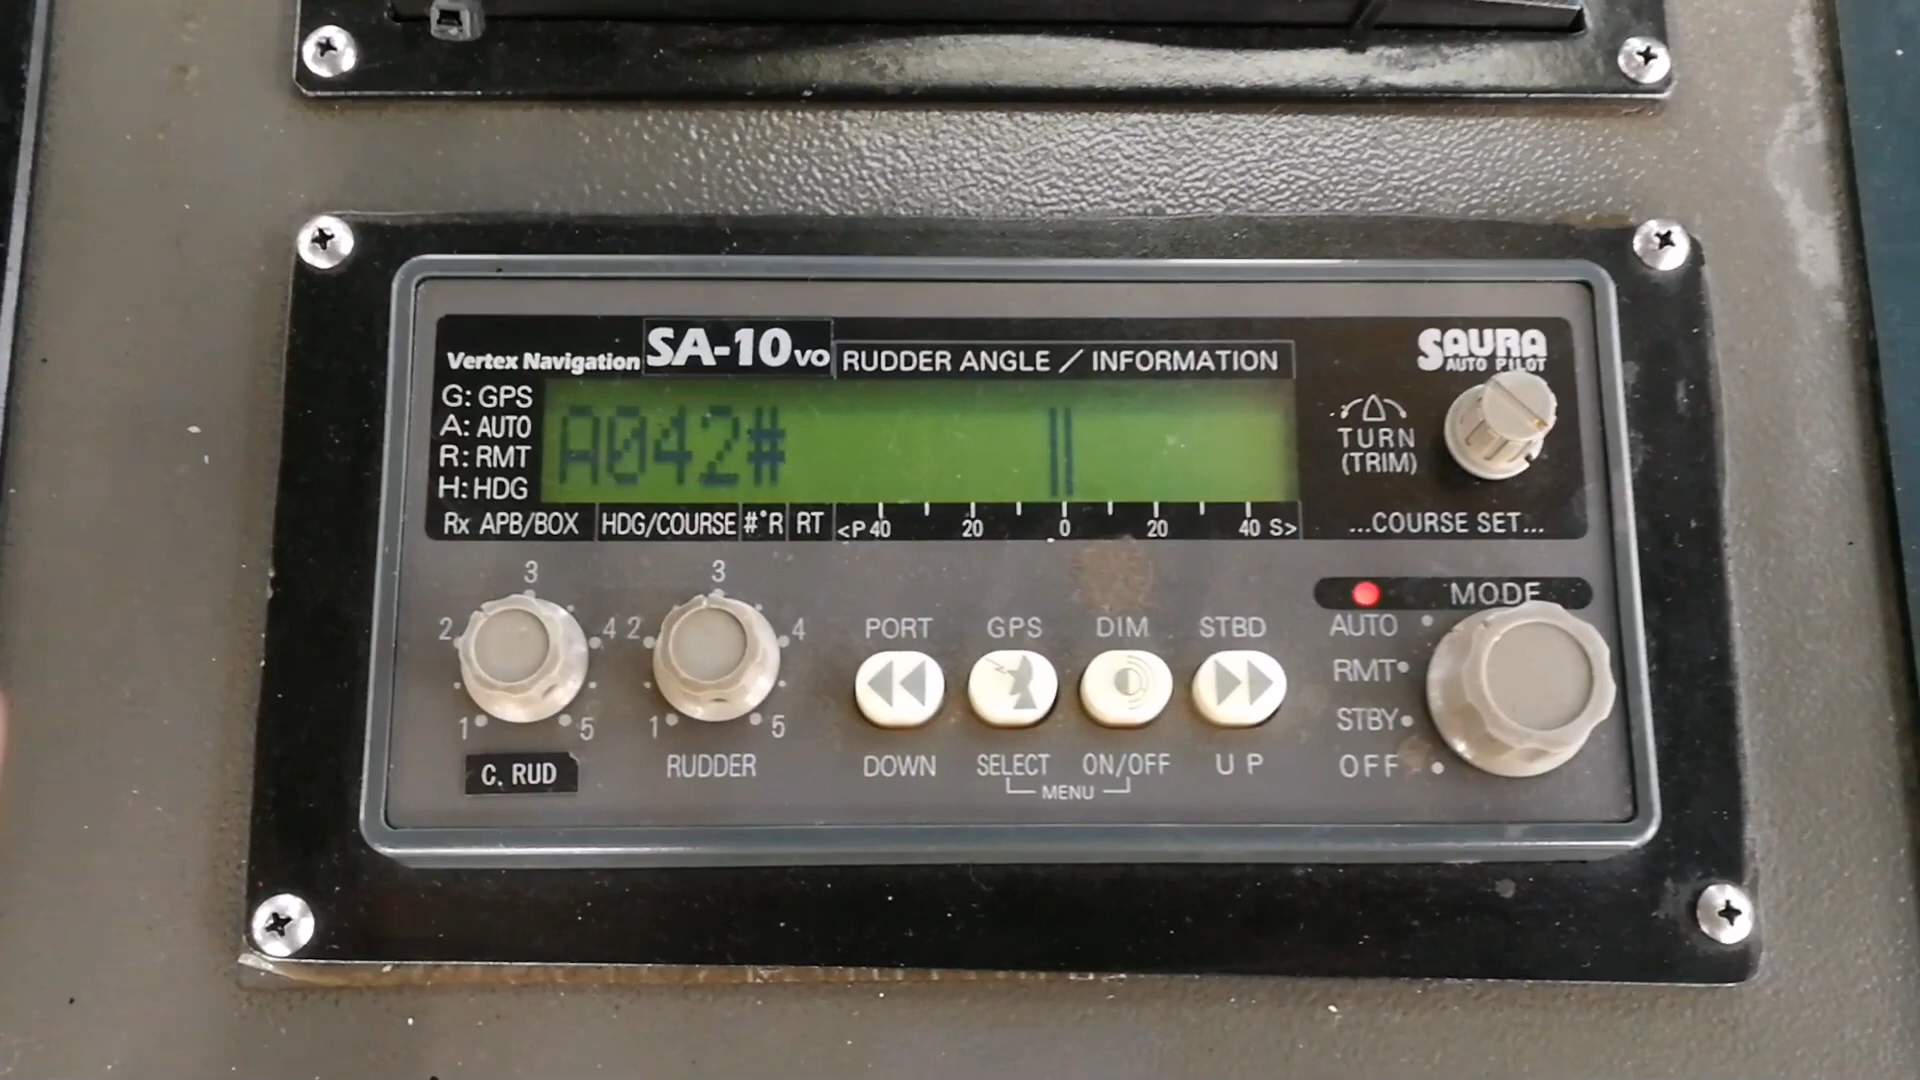 Vertex Navigation SA-10VO RUDDER ANGLE / INFORMATION
SAURA
AUTO PILOT
G: GPS
A: AUTO
R: RMT
H: HDG
A042#
TURN
(TRIM)
Rx APB/BOX HDG/COURSE #°R RT <P 40 20 0 20 40 S>
...COURSE SET...
1 2 3 4 5
C. RUD
1 2 3 4 5
RUDDER
PORT GPS DIM STBD
DOWN SELECT ON/OFF UP
MENU
MODE
AUTO
RMT
STBY
OFF